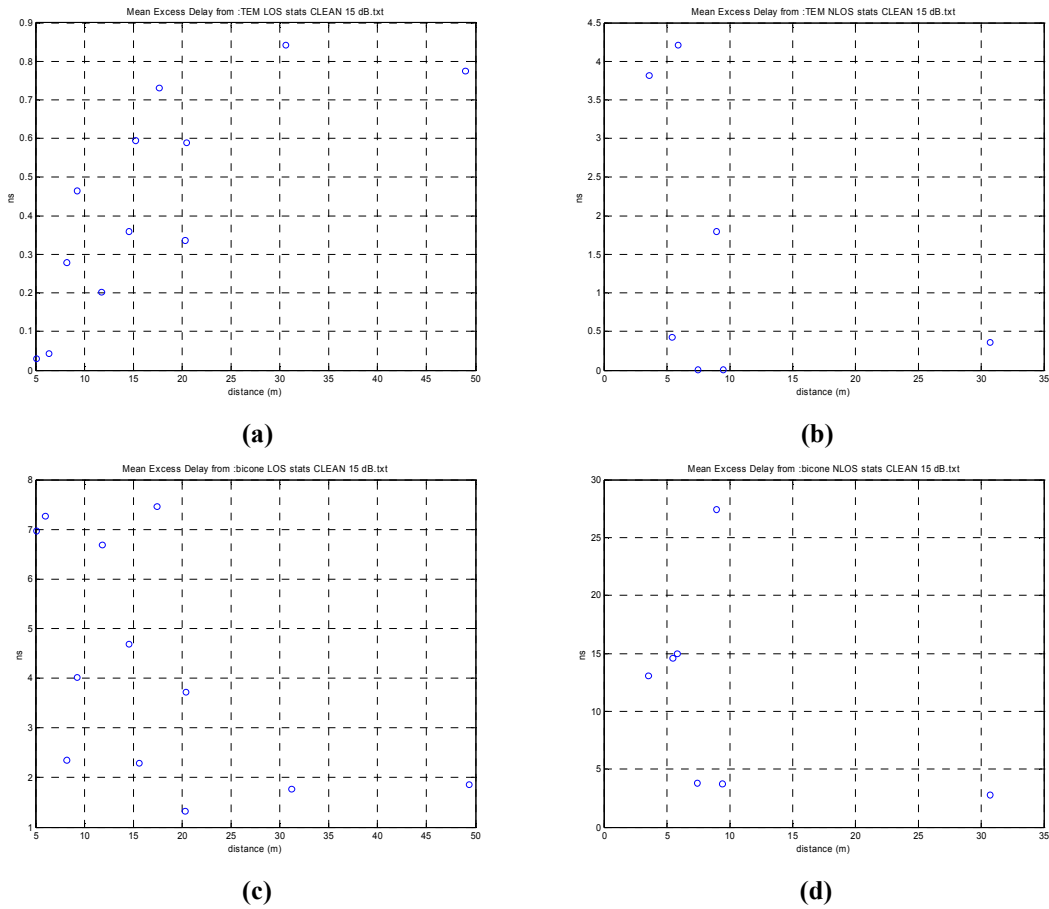 Mean Excess Delay from :TEM LOS stats CLEAN 15 dB.txt
0.9
0.8
0.7
0.6
0.5
0.4
0.3
0.2
0.1
0
ns
5 10 15 20 25 30 35 40 45 50
distance (m)
(a)
Mean Excess Delay from :TEM NLOS stats CLEAN 15 dB.txt
4.5
4
3.5
3
2.5
2
1.5
1
0.5
0
ns
0 5 10 15 20 25 30 35
distance (m)
(b)
Mean Excess Delay from :bicone LOS stats CLEAN 15 dB.txt
8
7
6
5
4
3
2
1
ns
5 10 15 20 25 30 35 40 45 50
distance (m)
(c)
Mean Excess Delay from :bicone NLOS stats CLEAN 15 dB.txt
30
25
20
15
10
5
0
ns
0 5 10 15 20 25 30 35
distance (m)
(d)